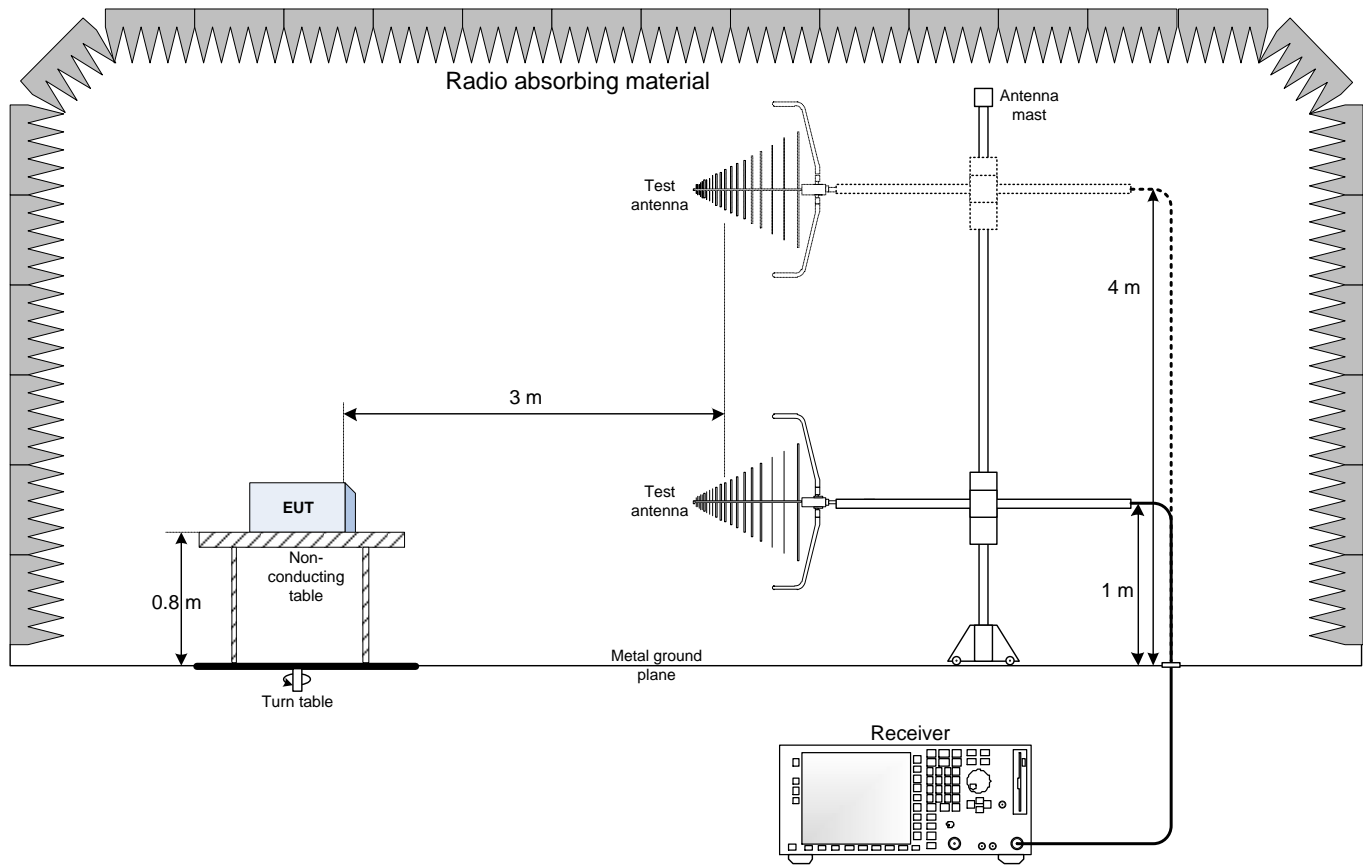 Radio absorbing material
Antenna
mast
Test
antenna
4 m
3 m
Test
antenna
EUT
Non-
conducting
table
0.8 m
1 m
Metal ground
plane
Turn table
Receiver